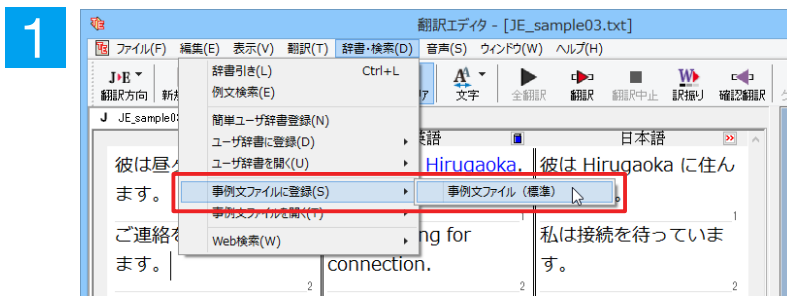 1
翻訳エディタ - [JE_sample03.txt]
ファイル(F) 編集(E) 表示(V) 翻訳(T) 辞書・検索(D) 音声(S) ウィンドウ(W) ヘルプ(H)
J▸E
翻訳方向 文字 全翻訳 翻訳 翻訳中止 訳振り 確認翻訳
辞書引き(L) Ctrl+L
例文検索(E)
簡単ユーザ辞書登録(N)
ユーザ辞書に登録(D)
ユーザ辞書を開く(U)
事例文ファイルに登録(S)
事例文ファイル (標準)
事例文ファイルを開く(T)
Web検索(W)
J JE_sample0
日本語
彼は昼 Hirugaoka. 彼は Hirugaoka に住ん
ます。
1 1
ご連絡 ng for 私は接続を待っていま
ます。 connection. す。
2 2 2